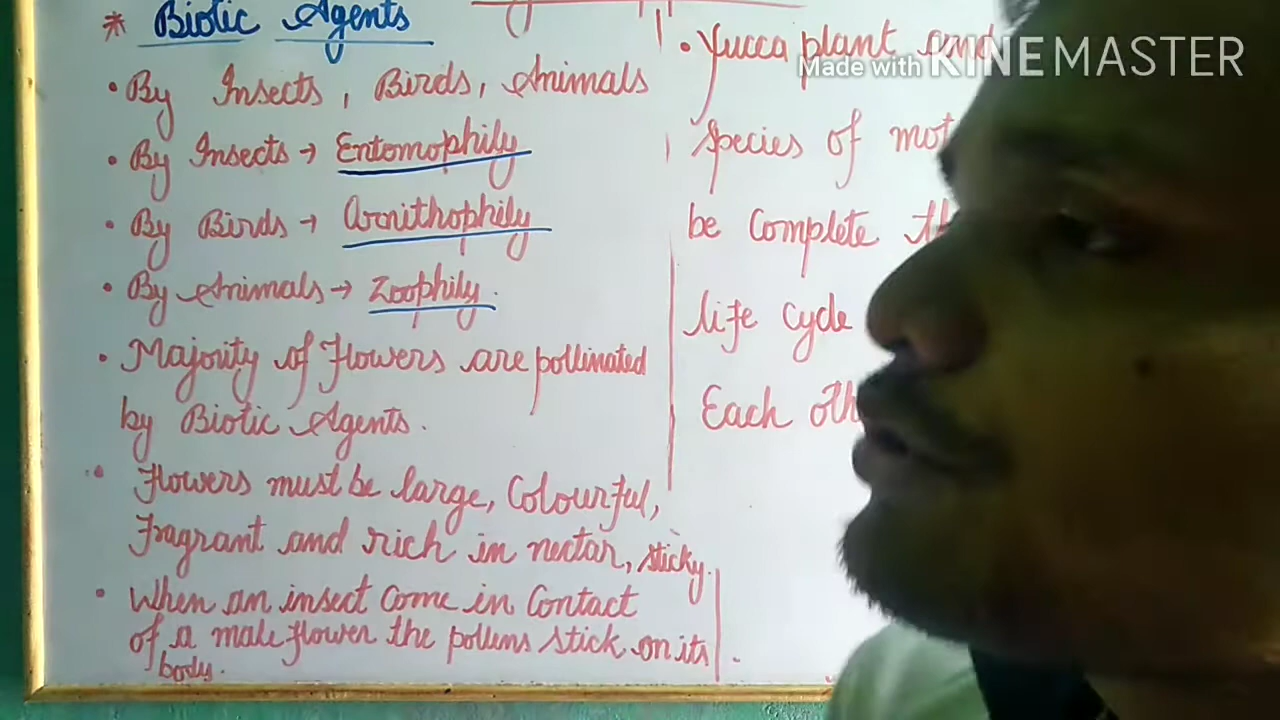 * Biotic Agents
• By Insects, Birds, Animals
• By Insects → Entomophily
• By Birds → Ornithophily
• By Animals → Zoophily.
• Majority of Flowers are pollinated
by Biotic Agents.
• Flowers must be large, Colourful,
Fragrant and rich in nectar, sticky.
• When an insect Come in Contact
of a male flower the pollens stick on its
body.
• Yucca plant and
Species of
be Complete
life cycle
Each
Made with KINEMASTER